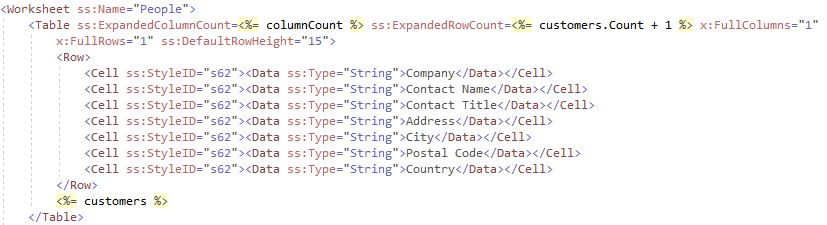 <Worksheet ss:Name="People">
<Table ss:ExpandedColumnCount=<%= columnCount %> ss:ExpandedRowCount=<%= customers.Count + 1 %> x:FullColumns="1"
x:FullRows="1" ss:DefaultRowHeight="15">
<Row>
<Cell ss:StyleID="s62"><Data ss:Type="String">Company</Data></Cell>
<Cell ss:StyleID="s62"><Data ss:Type="String">Contact Name</Data></Cell>
<Cell ss:StyleID="s62"><Data ss:Type="String">Contact Title</Data></Cell>
<Cell ss:StyleID="s62"><Data ss:Type="String">Address</Data></Cell>
<Cell ss:StyleID="s62"><Data ss:Type="String">City</Data></Cell>
<Cell ss:StyleID="s62"><Data ss:Type="String">Postal Code</Data></Cell>
<Cell ss:StyleID="s62"><Data ss:Type="String">Country</Data></Cell>
</Row>
<%= customers %>
</Table>